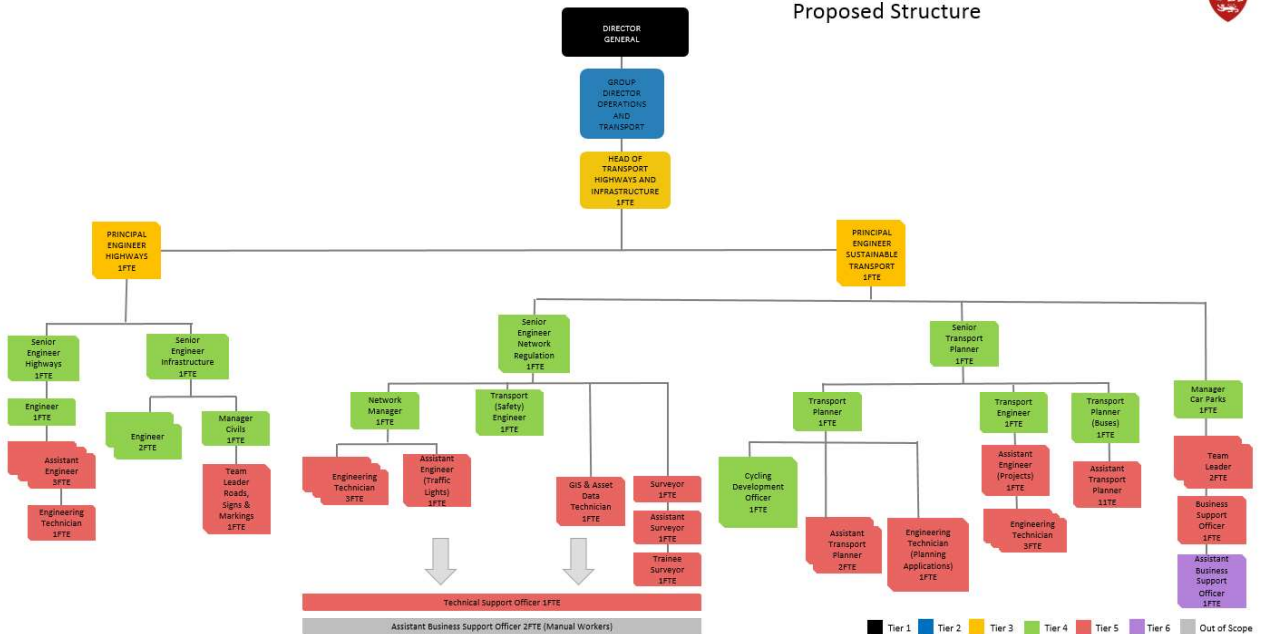 Proposed Structure
DIRECTOR
GENERAL
GROUP
DIRECTOR
OPERATIONS
AND
TRANSPORT
HEAD OF
TRANSPORT
HIGHWAYS AND
INFRASTRUCTURE
1FTE
PRINCIPAL
ENGINEER
HIGHWAYS
1FTE
PRINCIPAL
ENGINEER
SUSTAINABLE
TRANSPORT
1FTE
Senior
Engineer
Highways
1FTE
Engineer
1FTE
Assistant
Engineer
3FTE
Engineering
Technician
1FTE
Senior
Engineer
Infrastructure
1FTE
Engineer
2FTE
Manager
Civils
1FTE
Team
Leader
Roads,
Signs &
Markings
1FTE
Senior
Engineer
Network
Regulation
1FTE
Network
Manager
1FTE
Engineering
Technician
3FTE
Assistant
Engineer
(Traffic
Lights)
1FTE
Transport
(Safety)
Engineer
1FTE
GIS & Asset
Data
Technician
1FTE
Surveyor
1FTE
Assistant
Surveyor
1FTE
Trainee
Surveyor
1FTE
Technical Support Officer 1FTE
Assistant Business Support Officer 2FTE (Manual Workers)
Senior
Transport
Planner
1FTE
Transport
Planner
1FTE
Cycling
Development
Officer
1FTE
Assistant
Transport
Planner
2FTE
Engineering
Technician
(Planning
Applications)
1FTE
Transport
Engineer
1FTE
Assistant
Engineer
(Projects)
1FTE
Engineering
Technician
3FTE
Transport
Planner
(Buses)
1FTE
Assistant
Transport
Planner
11TE
Manager
Car Parks
1FTE
Team
Leader
2FTE
Business
Support
Officer
1FTE
Assistant
Business
Support
Officer
1FTE
Tier 1 Tier 2 Tier 3 Tier 4 Tier 5 Tier 6 Out of Scope